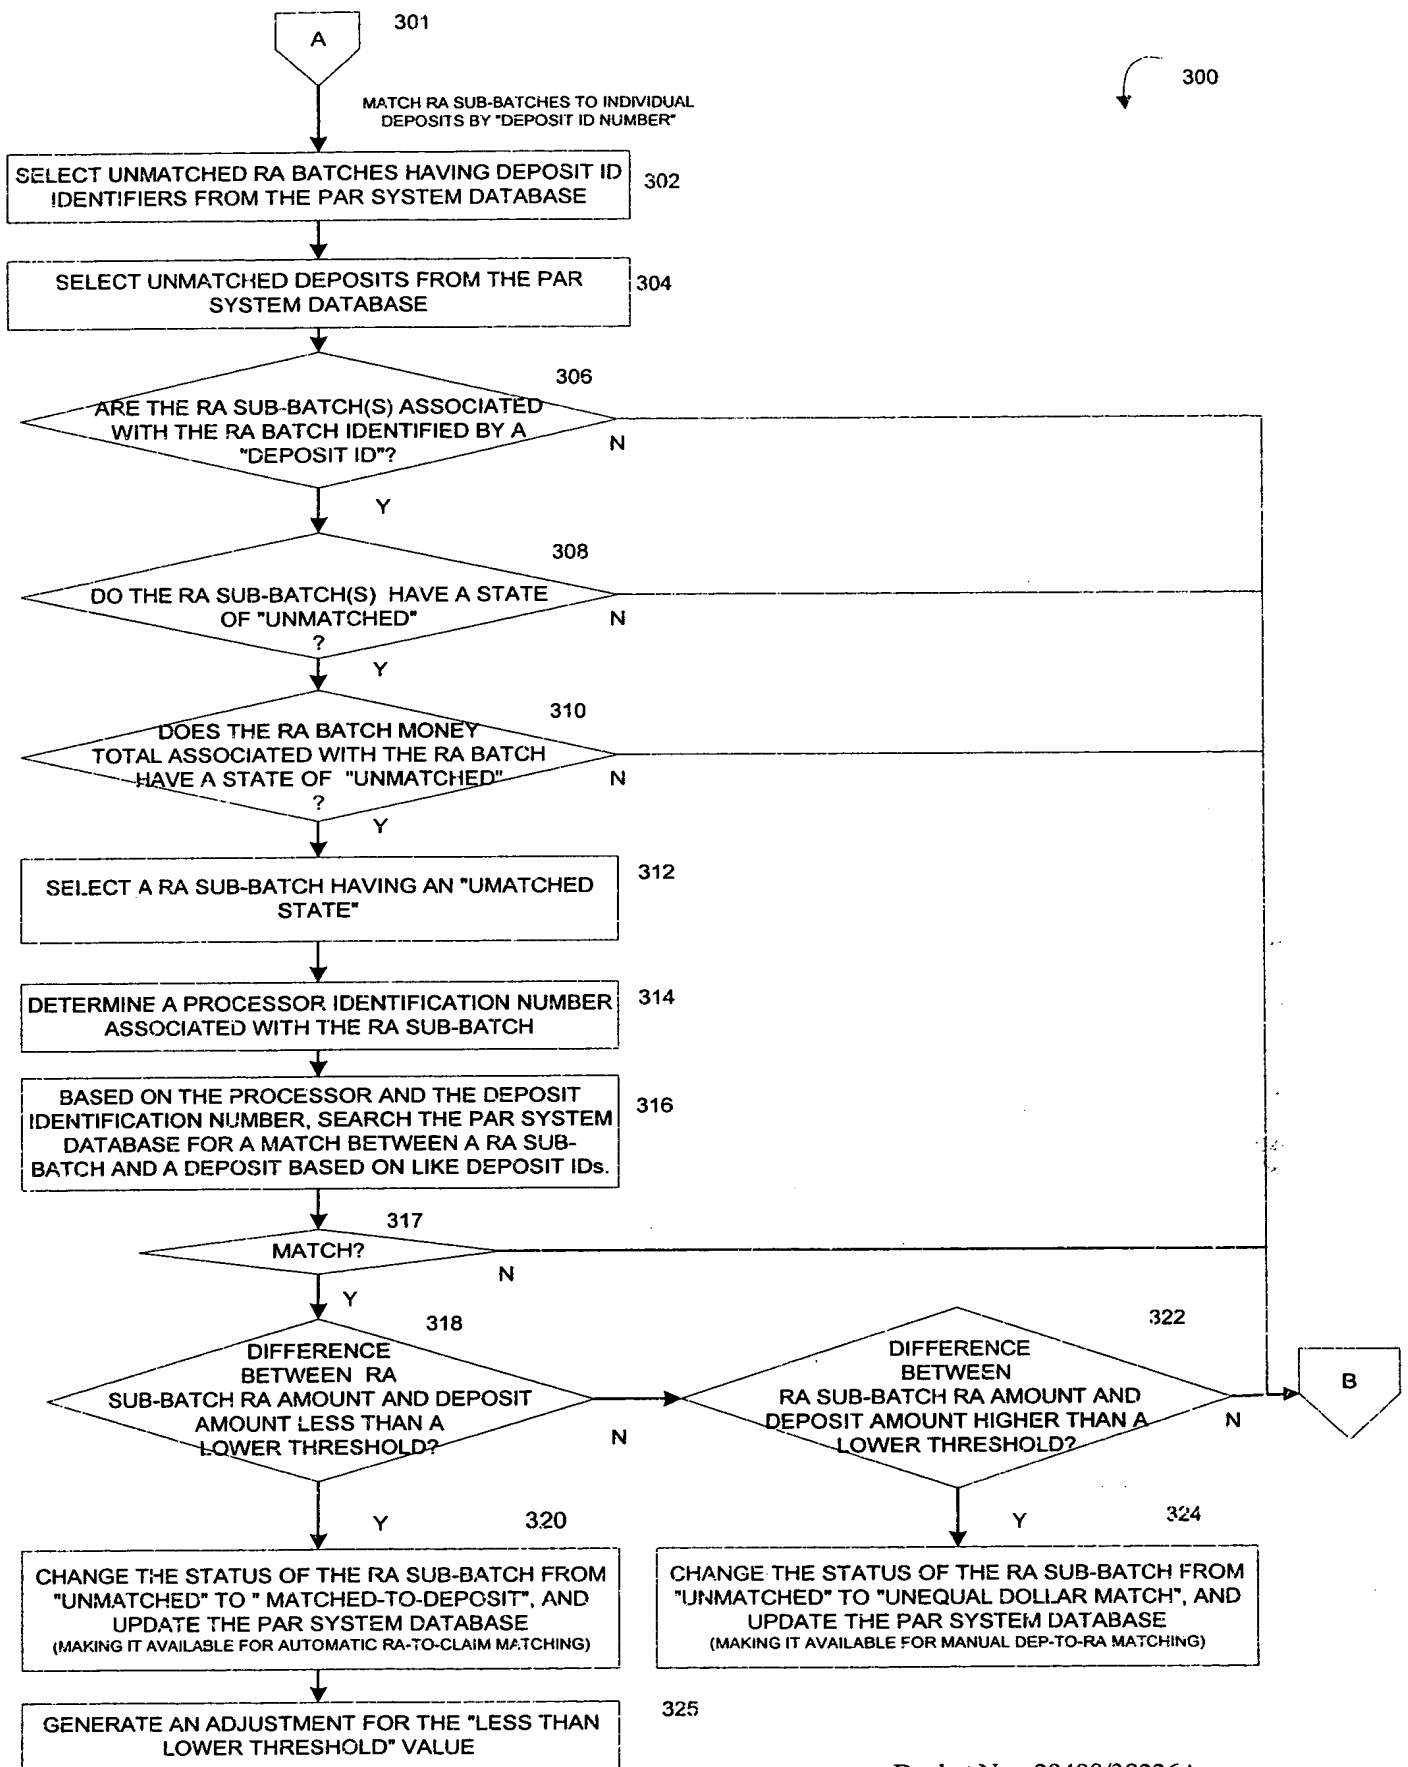 A
301
300
MATCH RA SUB-BATCHES TO INDIVIDUAL
DEPOSITS BY "DEPOSIT ID NUMBER"
SELECT UNMATCHED RA BATCHES HAVING DEPOSIT ID
IDENTIFIERS FROM THE PAR SYSTEM DATABASE
302
SELECT UNMATCHED DEPOSITS FROM THE PAR
SYSTEM DATABASE
304
306
ARE THE RA SUB-BATCH(S) ASSOCIATED
WITH THE RA BATCH IDENTIFIED BY A
"DEPOSIT ID"?
N
Y
308
DO THE RA SUB-BATCH(S) HAVE A STATE
OF "UNMATCHED"
?
N
Y
310
DOES THE RA BATCH MONEY
TOTAL ASSOCIATED WITH THE RA BATCH
HAVE A STATE OF "UNMATCHED"
?
N
Y
SELECT A RA SUB-BATCH HAVING AN "UMATCHED
STATE"
312
DETERMINE A PROCESSOR IDENTIFICATION NUMBER
ASSOCIATED WITH THE RA SUB-BATCH
314
BASED ON THE PROCESSOR AND THE DEPOSIT
IDENTIFICATION NUMBER, SEARCH THE PAR SYSTEM
DATABASE FOR A MATCH BETWEEN A RA SUB-
BATCH AND A DEPOSIT BASED ON LIKE DEPOSIT IDs.
316
317
MATCH?
N
Y
318
DIFFERENCE
BETWEEN RA
SUB-BATCH RA AMOUNT AND DEPOSIT
AMOUNT LESS THAN A
LOWER THRESHOLD?
N
322
DIFFERENCE
BETWEEN
RA SUB-BATCH RA AMOUNT AND
DEPOSIT AMOUNT HIGHER THAN A
LOWER THRESHOLD?
N
B
Y
320
CHANGE THE STATUS OF THE RA SUB-BATCH FROM
"UNMATCHED" TO " MATCHED-TO-DEPOSIT", AND
UPDATE THE PAR SYSTEM DATABASE
(MAKING IT AVAILABLE FOR AUTOMATIC RA-TO-CLAIM MATCHING)
Y
324
CHANGE THE STATUS OF THE RA SUB-BATCH FROM
"UNMATCHED" TO "UNEQUAL DOLLAR MATCH", AND
UPDATE THE PAR SYSTEM DATABASE
(MAKING IT AVAILABLE FOR MANUAL DEP-TO-RA MATCHING)
325
GENERATE AN ADJUSTMENT FOR THE "LESS THAN
LOWER THRESHOLD" VALUE